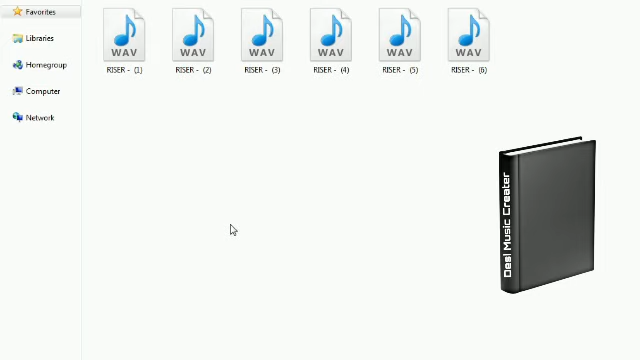 Favorites
Libraries
Homegroup
Computer
Network
WAV
WAV
WAV
WAV
WAV
WAV
RISER - (1)
RISER - (2)
RISER - (3)
RISER - (4)
RISER - (5)
RISER - (6)
Desi Music Creater